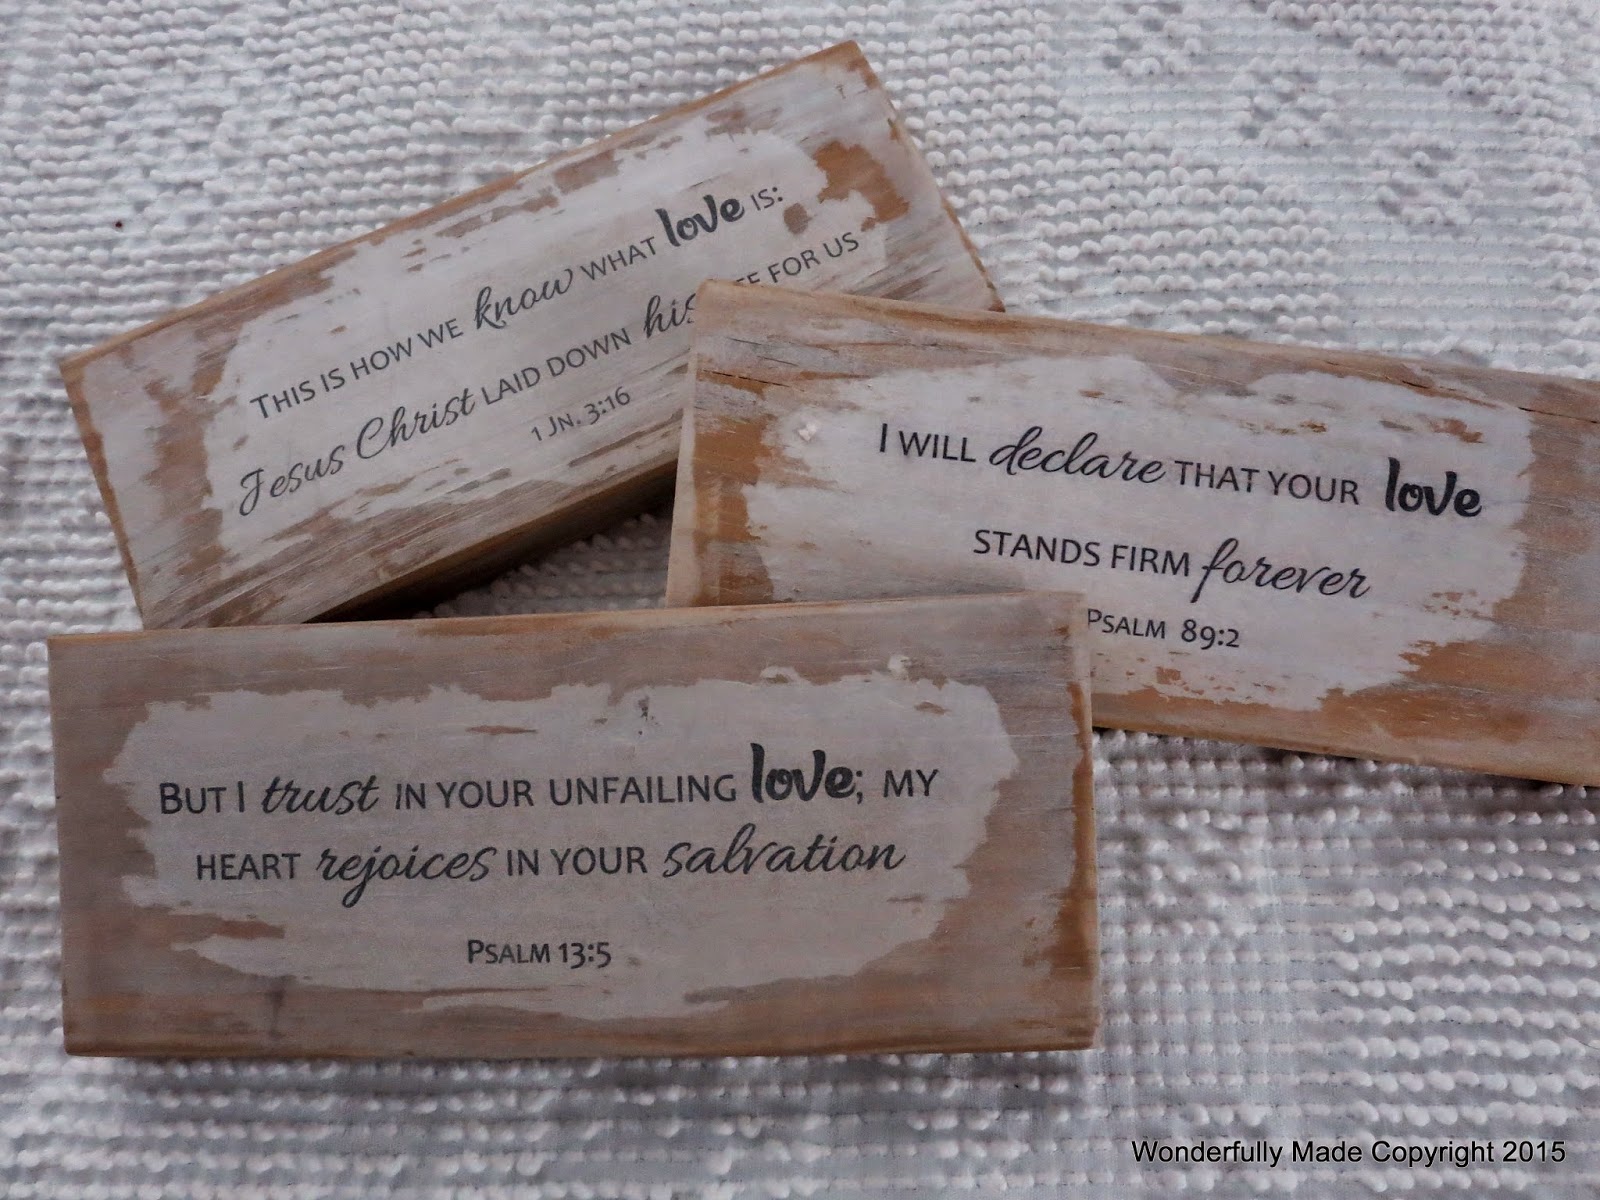 This is how we know what love is:
Jesus Christ laid down his for us
1 Jn. 3:16
I will declare that your love
stands firm forever
Psalm 89:2
But I trust in your unfailing love; my
heart rejoices in your salvation
Psalm 13:5
Wonderfully Made Copyright 2015